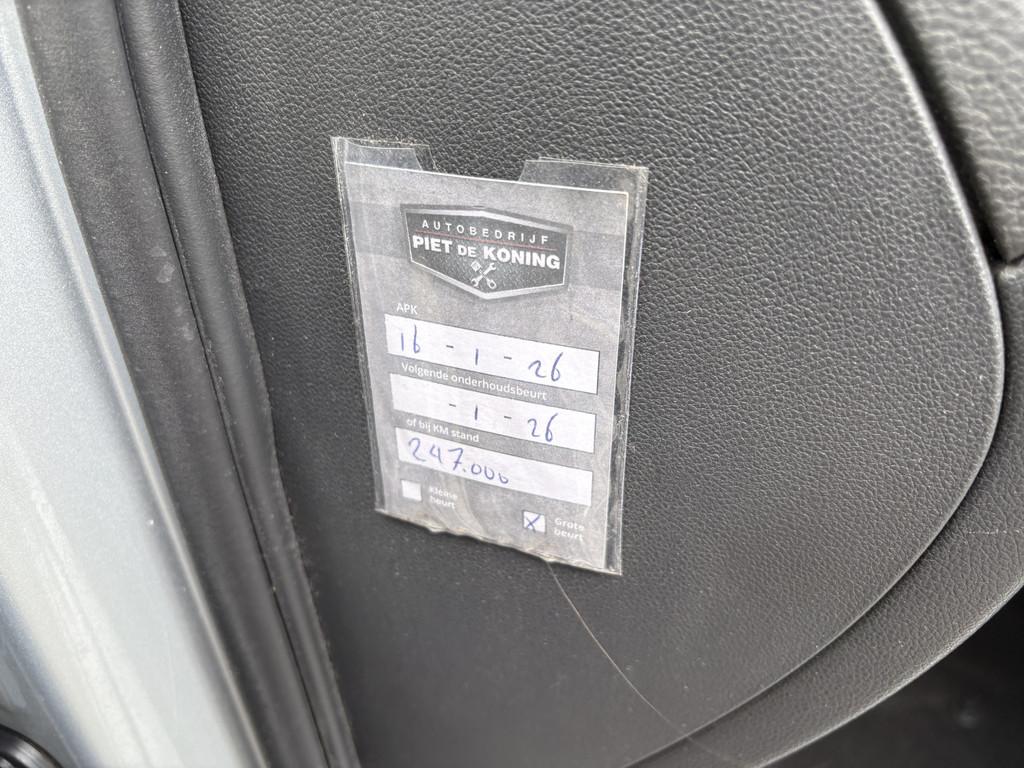 AUTOBEDRIJF
PIET DE KONING
APK
16 - 1 - 26
Volgende onderhoudsbeurt
- 1 - 26
of bij KM stand
247.000
Kleine
beurt
X Grote
beurt